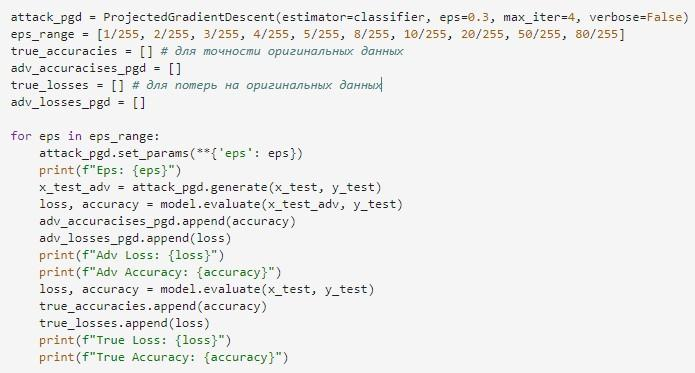 attack_pgd = ProjectedGradientDescent(estimator=classifier, eps=0.3, max_iter=4, verbose=False)
eps_range = [1/255, 2/255, 3/255, 4/255, 5/255, 8/255, 10/255, 20/255, 50/255, 80/255]
true_accuracies = [] # для точности оригинальных данных
adv_accuracises_pgd = []
true_losses = [] # для потерь на оригинальных данных
adv_losses_pgd = []

for eps in eps_range:
    attack_pgd.set_params(**{'eps': eps})
    print(f"Eps: {eps}")
    x_test_adv = attack_pgd.generate(x_test, y_test)
    loss, accuracy = model.evaluate(x_test_adv, y_test)
    adv_accuracises_pgd.append(accuracy)
    adv_losses_pgd.append(loss)
    print(f"Adv Loss: {loss}")
    print(f"Adv Accuracy: {accuracy}")
    loss, accuracy = model.evaluate(x_test, y_test)
    true_accuracies.append(accuracy)
    true_losses.append(loss)
    print(f"True Loss: {loss}")
    print(f"True Accuracy: {accuracy}")